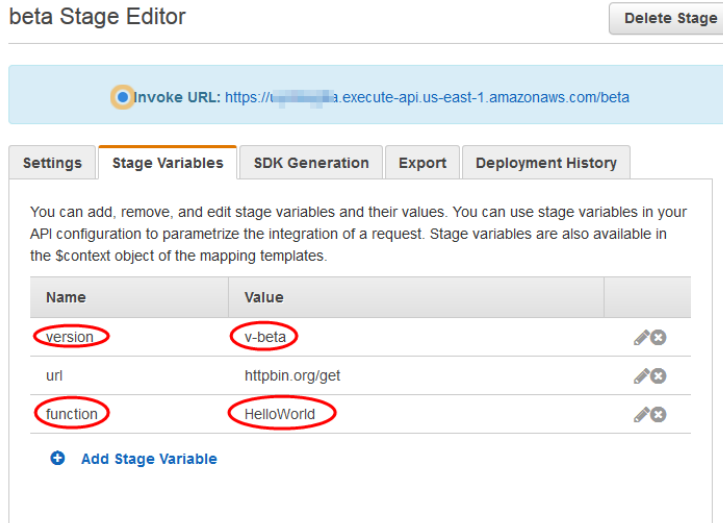 beta Stage Editor
Delete Stage
Invoke URL: https://a.execute-api.us-east-1.amazonaws.com/beta
Settings
Stage Variables
SDK Generation
Export
Deployment History
You can add, remove, and edit stage variables and their values. You can use stage variables in your
API configuration to parametrize the integration of a request. Stage variables are also available in
the $context object of the mapping templates.
Name Value
version v-beta
url httpbin.org/get
function HelloWorld
Add Stage Variable